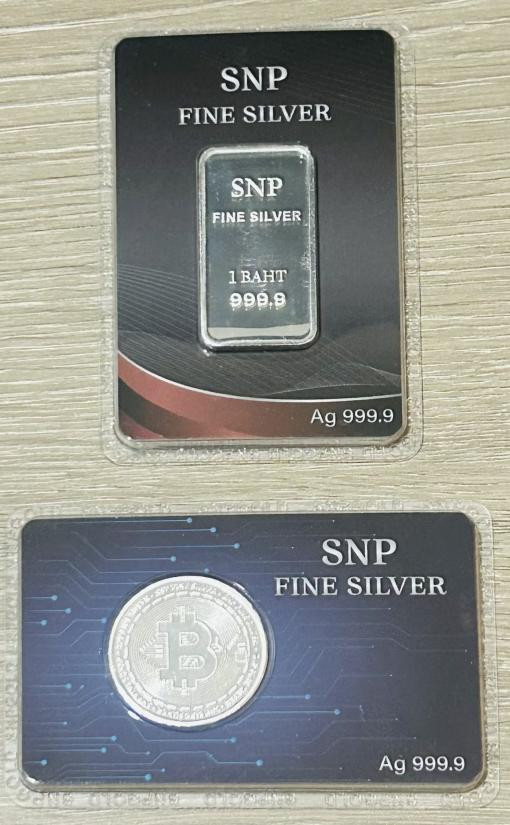 SNP
FINE SILVER
SNP
FINE SILVER
1 BAHT
999.9
Ag 999.9
SNP
FINE SILVER
B
Ag 999.9